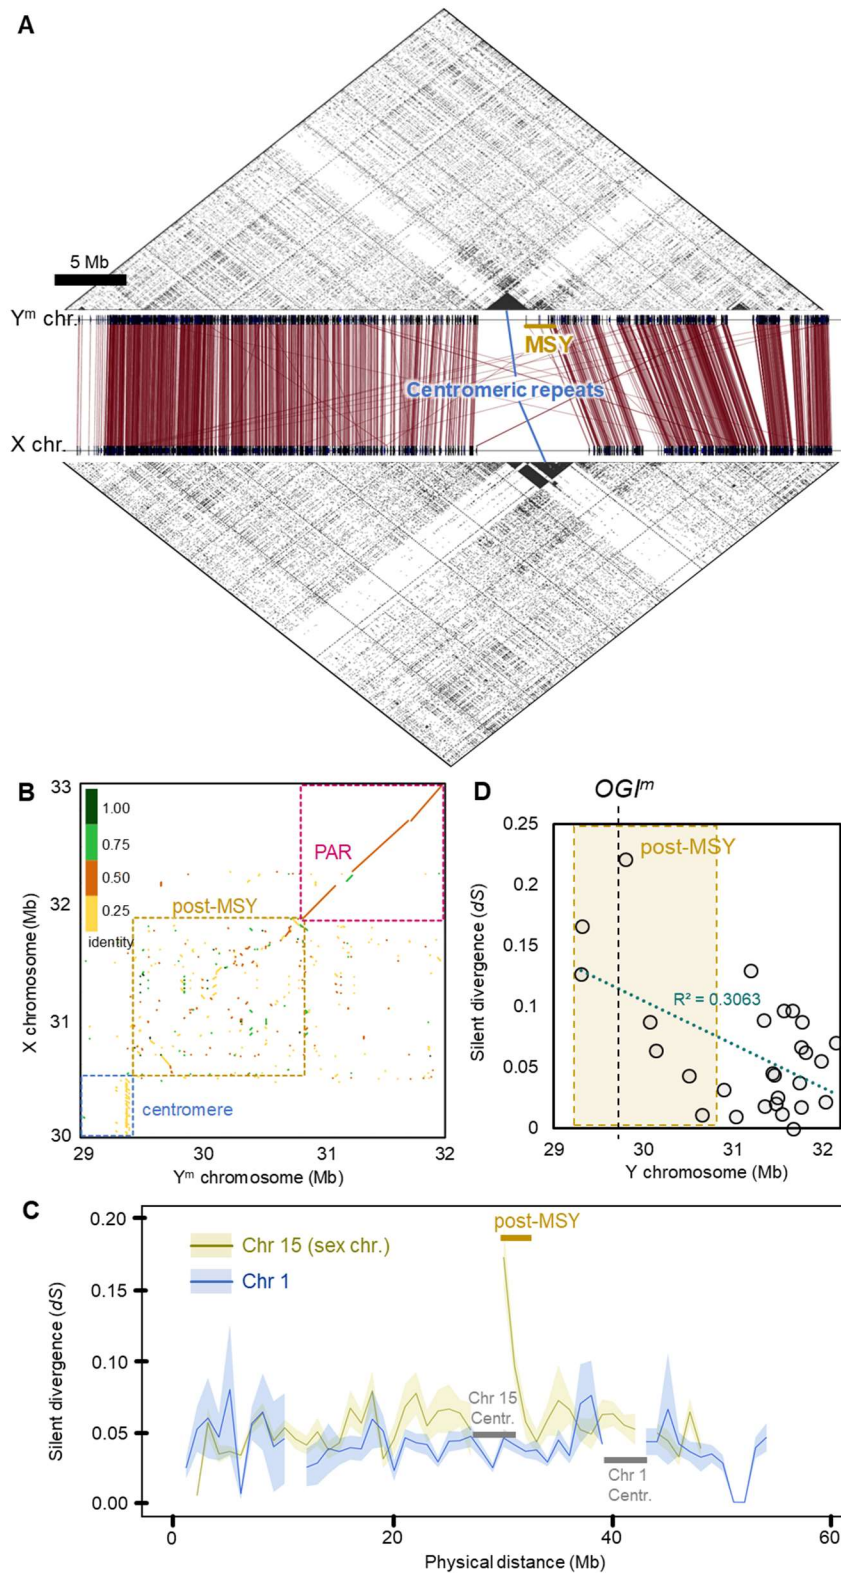 A
5 Mb
Yᵐ chr.
MSY
Centromeric repeats
X chr.
B
33
1.00
0.75
0.50
0.25
identity
PAR
post-MSY
centromere
32
31
30
X chromosome (Mb)
29 30 31 32
Yᵐ chromosome (Mb)
D
OGIᵐ
0.25
post-MSY
0.2
0.15
R² = 0.3063
0.1
0.05
0
Silent divergence (dS)
29 30 31 32
Y chromosome (Mb)
C
0.20
post-MSY
Chr 15 (sex chr.)
Chr 1
0.15
0.10
Chr 15
Centr.
0.05
Chr 1
Centr.
0.00
Silent divergence (dS)
0 20 40 60
Physical distance (Mb)